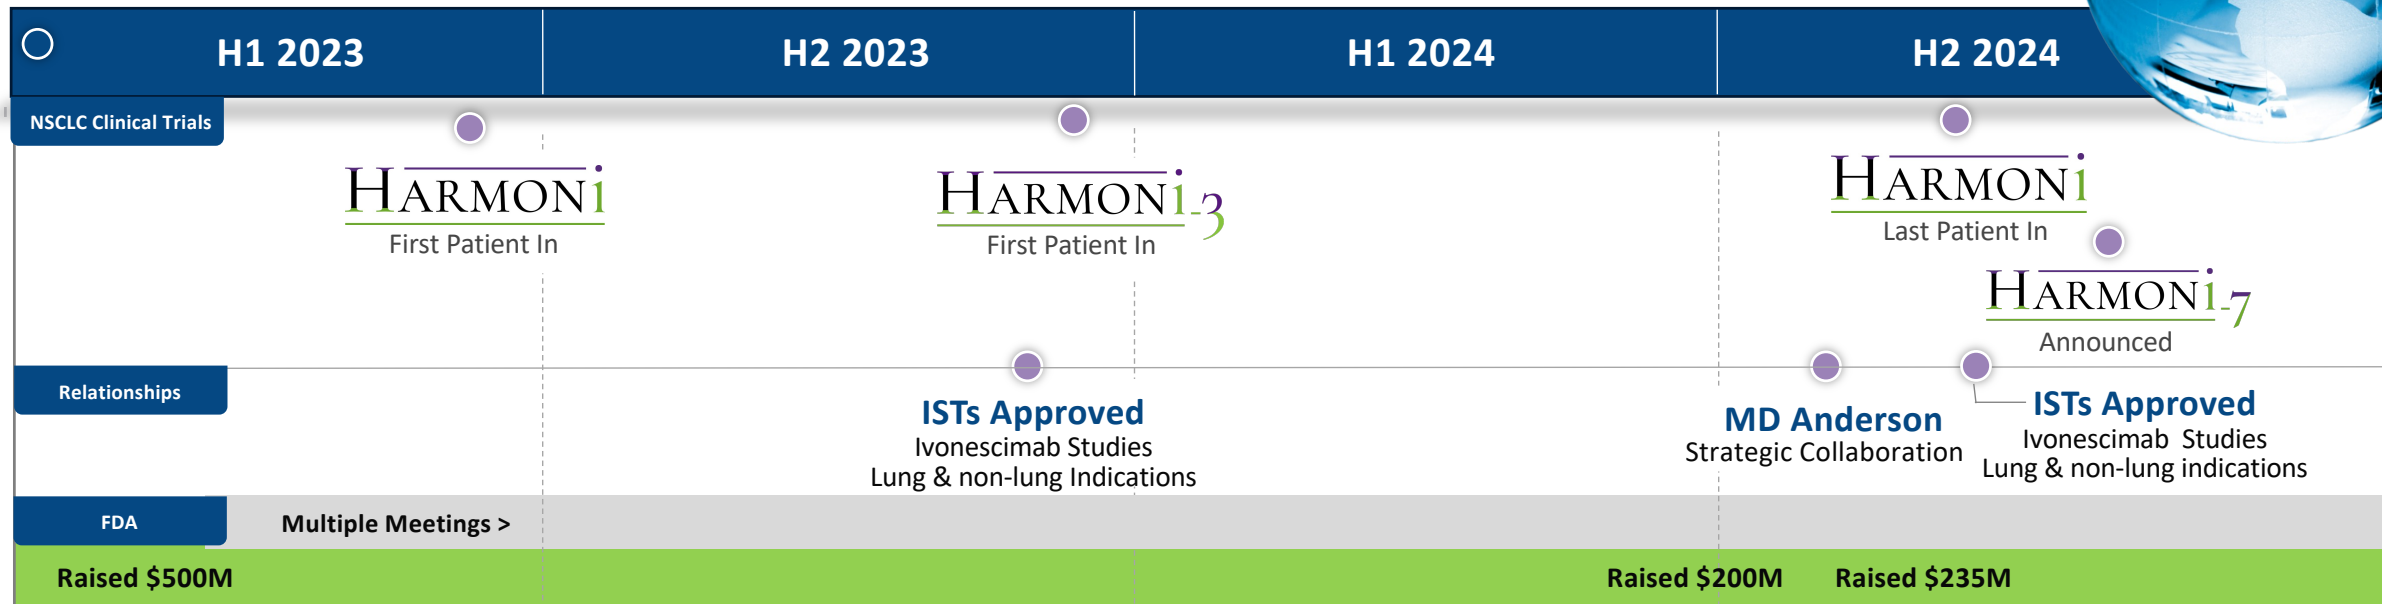 H1 2023
H2 2023
H1 2024
H2 2024
NSCLC Clinical Trials
HARMONi
First Patient In
HARMONi-3
First Patient In
HARMONi
Last Patient In
HARMONi-7
Announced
Relationships
ISTs Approved
Ivonescimab Studies
Lung & non-lung Indications
MD Anderson
Strategic Collaboration
ISTs Approved
Ivonescimab Studies
Lung & non-lung indications
FDA
Multiple Meetings >
Raised $500M
Raised $200M
Raised $235M